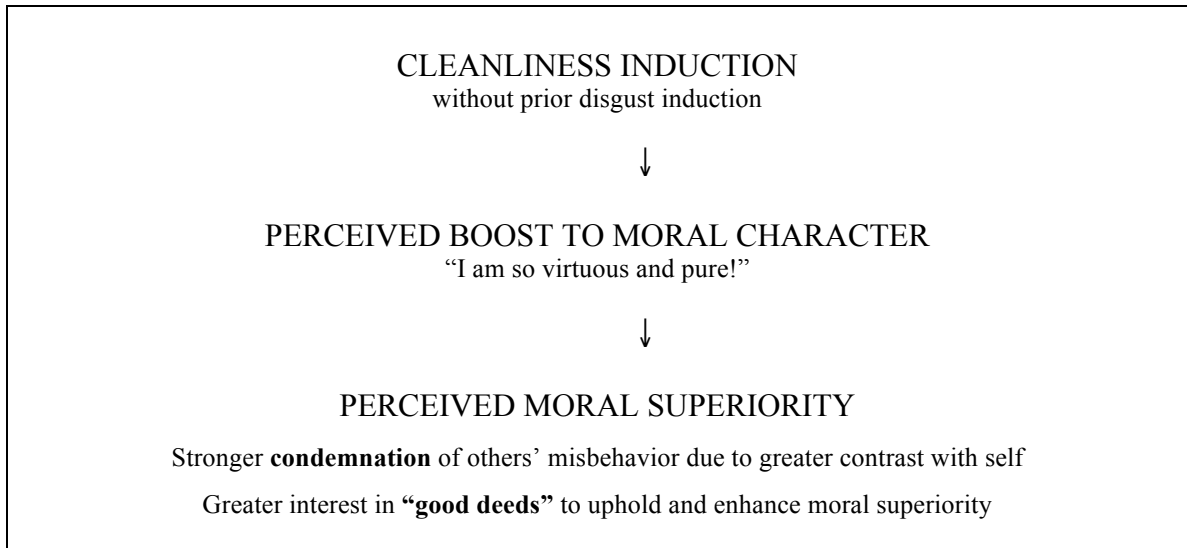 CLEANLINESS INDUCTION
without prior disgust induction
↓
PERCEIVED BOOST TO MORAL CHARACTER
“I am so virtuous and pure!”
↓
PERCEIVED MORAL SUPERIORITY
Stronger condemnation of others’ misbehavior due to greater contrast with self
Greater interest in “good deeds” to uphold and enhance moral superiority